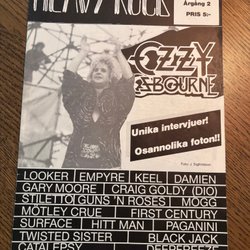 HEAVY ROCK
Årgång 2
PRIS 5:-
OZZY
OSBOURNE
Unika intervjuer!
Osannolika foton!!
LOOKER EMPYRE KEEL DAMIEN
GARY MOORE CRAIG GOLDY (DIO)
STILETTO GUNS 'N ROSES MOGG
MÖTLEY CRUE FIRST CENTURY
SURFACE HITT MAN PAGANINI
TWISTED SISTER BLACK JACK
CATALEPSY